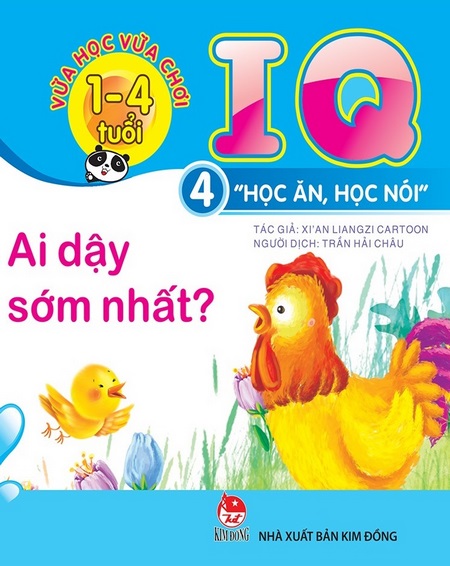 VỪA HỌC VỪA CHƠI
1-4
tuổi
IQ
4 "HỌC ĂN, HỌC NÓI"
TÁC GIẢ: XI'AN LIANGZI CARTOON
NGƯỜI DỊCH: TRẦN HẢI CHÂU
Ai dậy
sớm nhất?
KIM ĐỒNG
NHÀ XUẤT BẢN KIM ĐỒNG